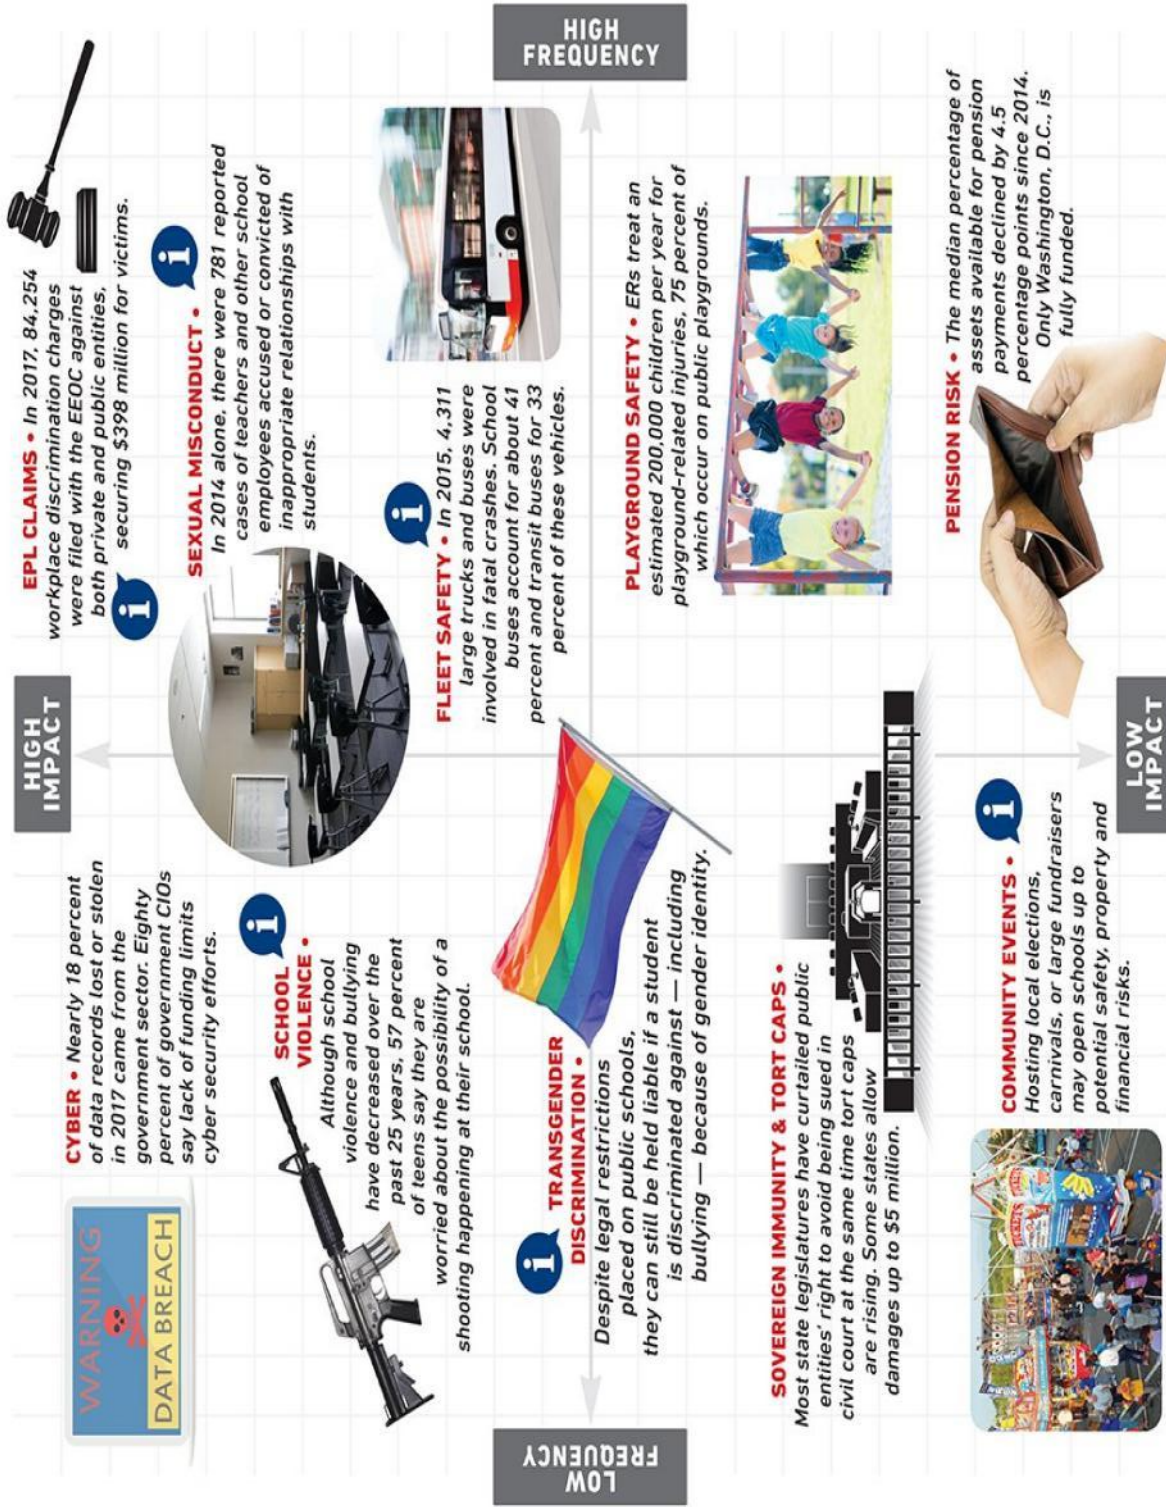 HIGH
IMPACT
WARNING
DATA BREACH
CYBER • Nearly 18 percent
of data records lost or stolen
in 2017 came from the
government sector. Eighty
percent of government CIOs
say lack of funding limits
cyber security efforts.
i
SCHOOL
VIOLENCE •
Although school
violence and bullying
have decreased over the
past 25 years, 57 percent
of teens say they are
worried about the possibility of a
shooting happening at their school.
EPL CLAIMS • In 2017, 84,254
workplace discrimination charges
were filed with the EEOC against
both private and public entities,
securing $398 million for victims.
i
SEXUAL MISCONDUCT •
i
In 2014 alone, there were 781 reported
cases of teachers and other school
employees accused or convicted of
inappropriate relationships with
students.
i
FLEET SAFETY • In 2015, 4,311
large trucks and buses were
involved in fatal crashes. School
buses account for about 41
percent and transit buses for 33
percent of these vehicles.
LOW
FREQUENCY
HIGH
FREQUENCY
i
TRANSGENDER
DISCRIMINATION •
Despite legal restrictions
placed on public schools,
they can still be held liable if a student
is discriminated against — including
bullying — because of gender identity.
SOVEREIGN IMMUNITY & TORT CAPS •
Most state legislatures have curtailed public
entities' right to avoid being sued in
civil court at the same time tort caps
are rising. Some states allow
damages up to $5 million.
i
COMMUNITY EVENTS •
Hosting local elections,
carnivals, or large fundraisers
may open schools up to
potential safety, property and
financial risks.
TICKETS
PLAYGROUND SAFETY • ERs treat an
estimated 200,000 children per year for
playground-related injuries, 75 percent of
which occur on public playgrounds.
PENSION RISK • The median percentage of
assets available for pension
payments declined by 4.5
percentage points since 2014.
Only Washington, D.C., is
fully funded.
LOW
IMPACT